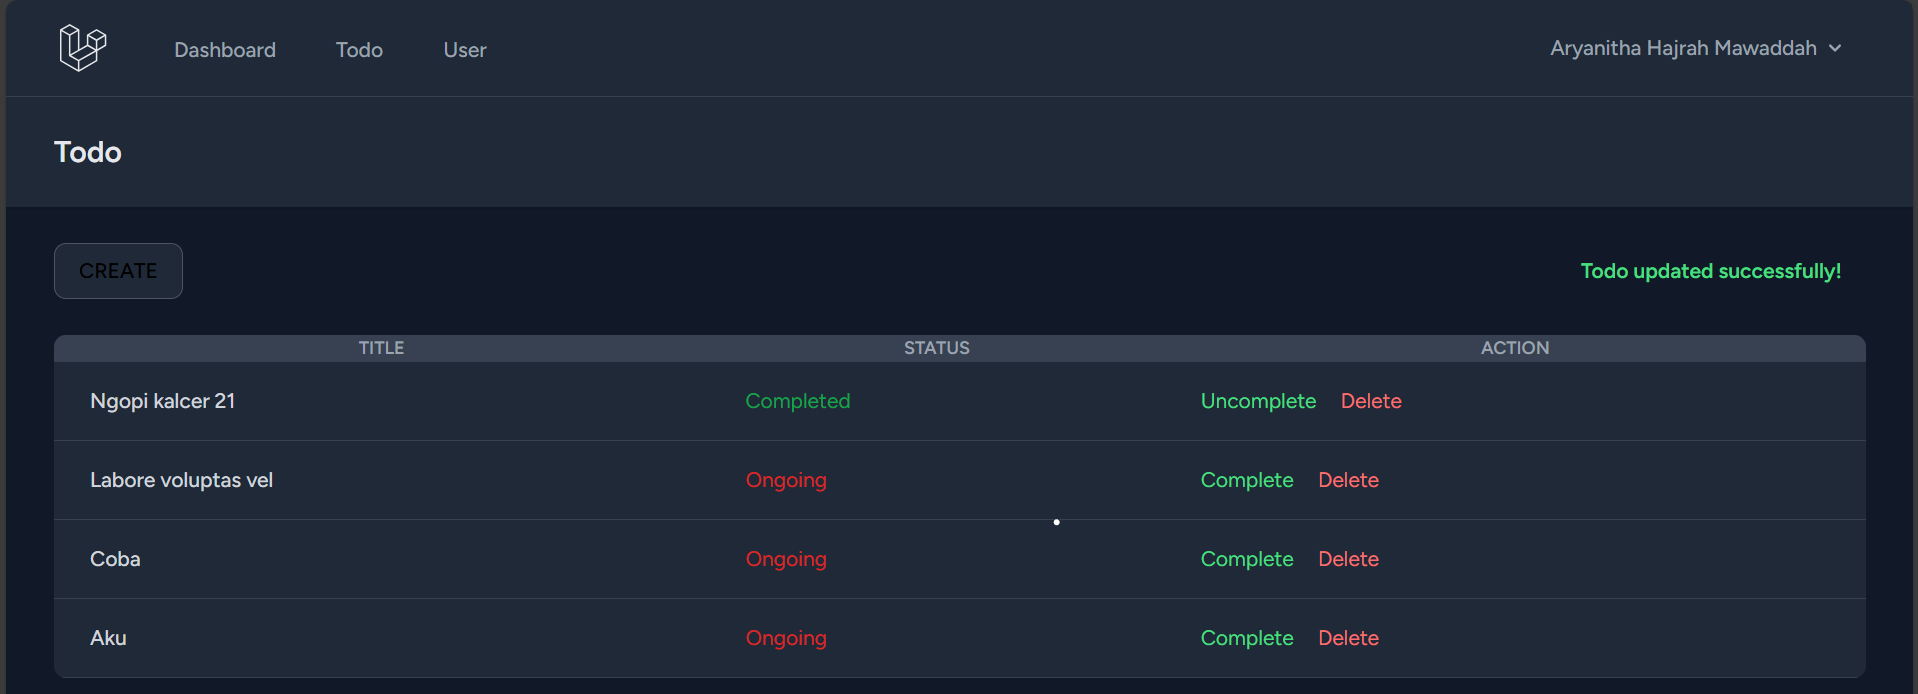 Dashboard Todo User Aryanitha Hajrah Mawaddah
Todo
CREATE Todo updated successfully!
TITLE STATUS ACTION
Ngopi kalcer 21 Completed Uncomplete Delete
Labore voluptas vel Ongoing Complete Delete
Coba Ongoing Complete Delete
Aku Ongoing Complete Delete